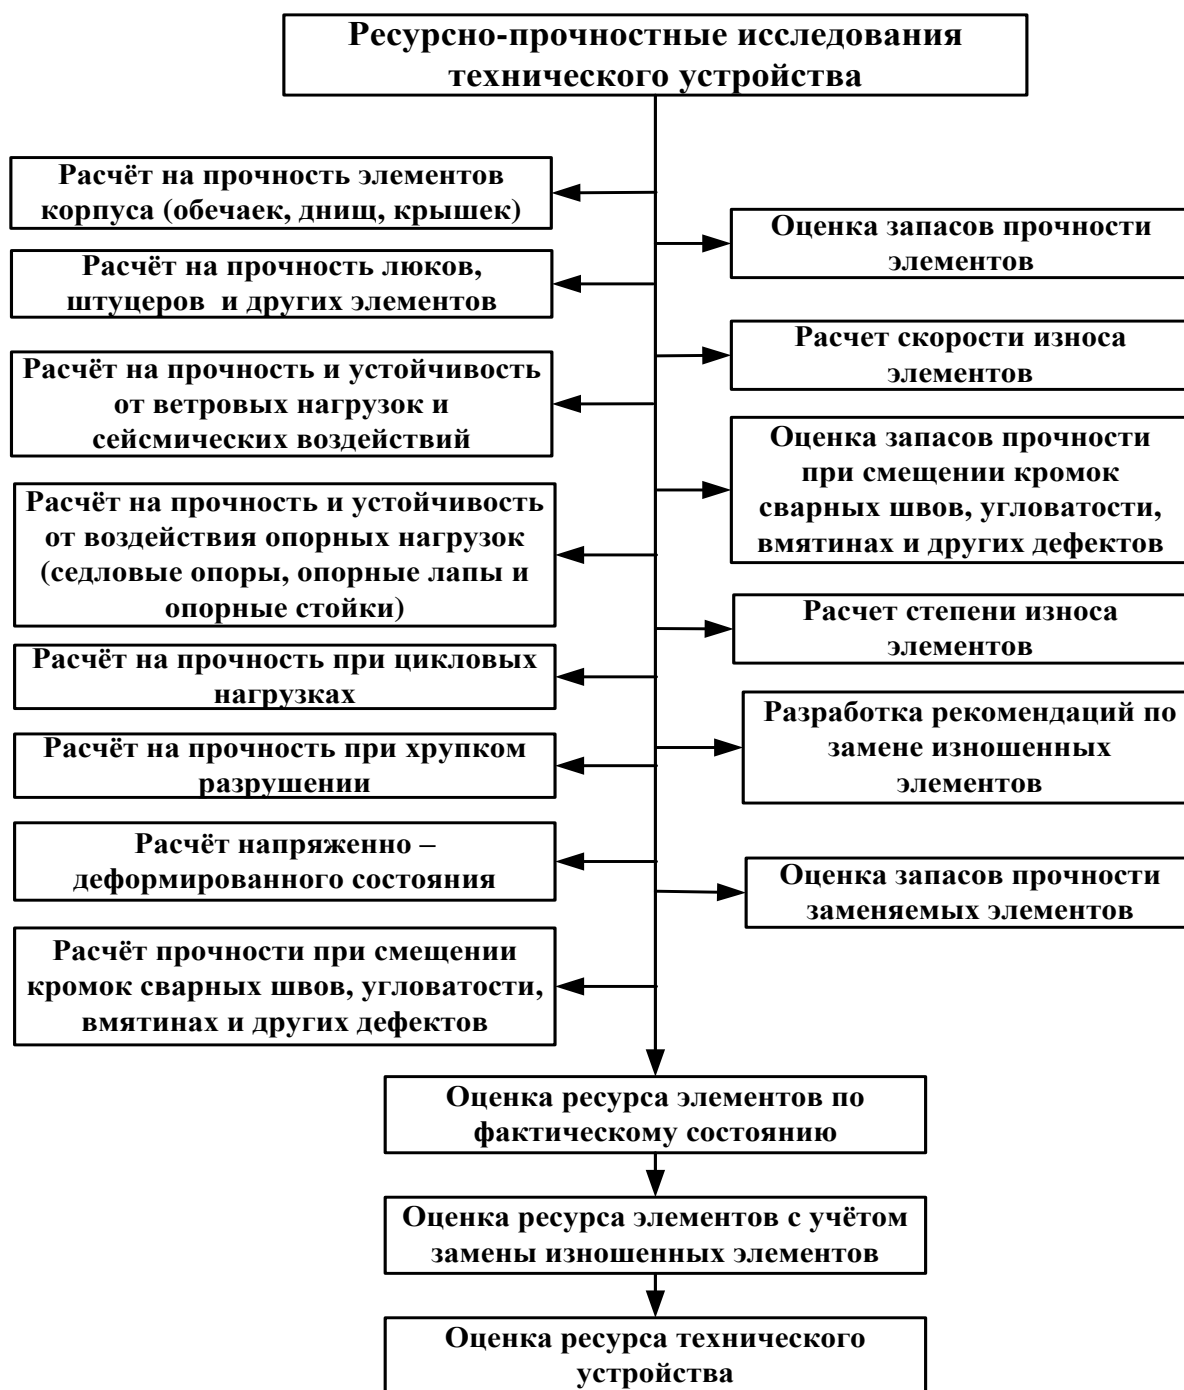 Ресурсно-прочностные исследования
технического устройства
Расчёт на прочность элементов
корпуса (обечаек, днищ, крышек)
Расчёт на прочность люков,
штуцеров и других элементов
Расчёт на прочность и устойчивость
от ветровых нагрузок и
сейсмических воздействий
Расчёт на прочность и устойчивость
от воздействия опорных нагрузок
(седловые опоры, опорные лапы и
опорные стойки)
Расчёт на прочность при цикловых
нагрузках
Расчёт на прочность при хрупком
разрушении
Расчёт напряженно –
деформированного состояния
Расчёт прочности при смещении
кромок сварных швов, угловатости,
вмятинах и других дефектов
Оценка запасов прочности
элементов
Расчет скорости износа
элементов
Оценка запасов прочности
при смещении кромок
сварных швов, угловатости,
вмятинах и других дефектов
Расчет степени износа
элементов
Разработка рекомендаций по
замене изношенных
элементов
Оценка запасов прочности
заменяемых элементов
Оценка ресурса элементов по
фактическому состоянию
Оценка ресурса элементов с учётом
замены изношенных элементов
Оценка ресурса технического
устройства